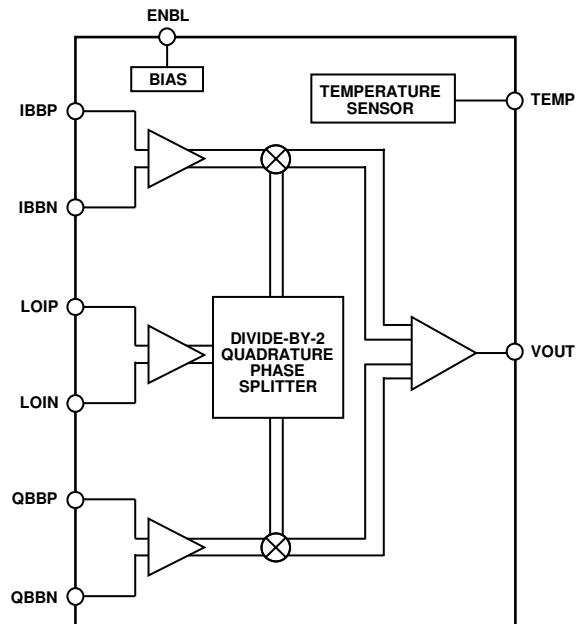 ENBL
BIAS
TEMPERATURE
SENSOR
TEMP
IBBP
IBBN
LOIP
DIVIDE-BY-2
QUADRATURE
PHASE
SPLITTER
VOUT
LOIN
QBBP
QBBN